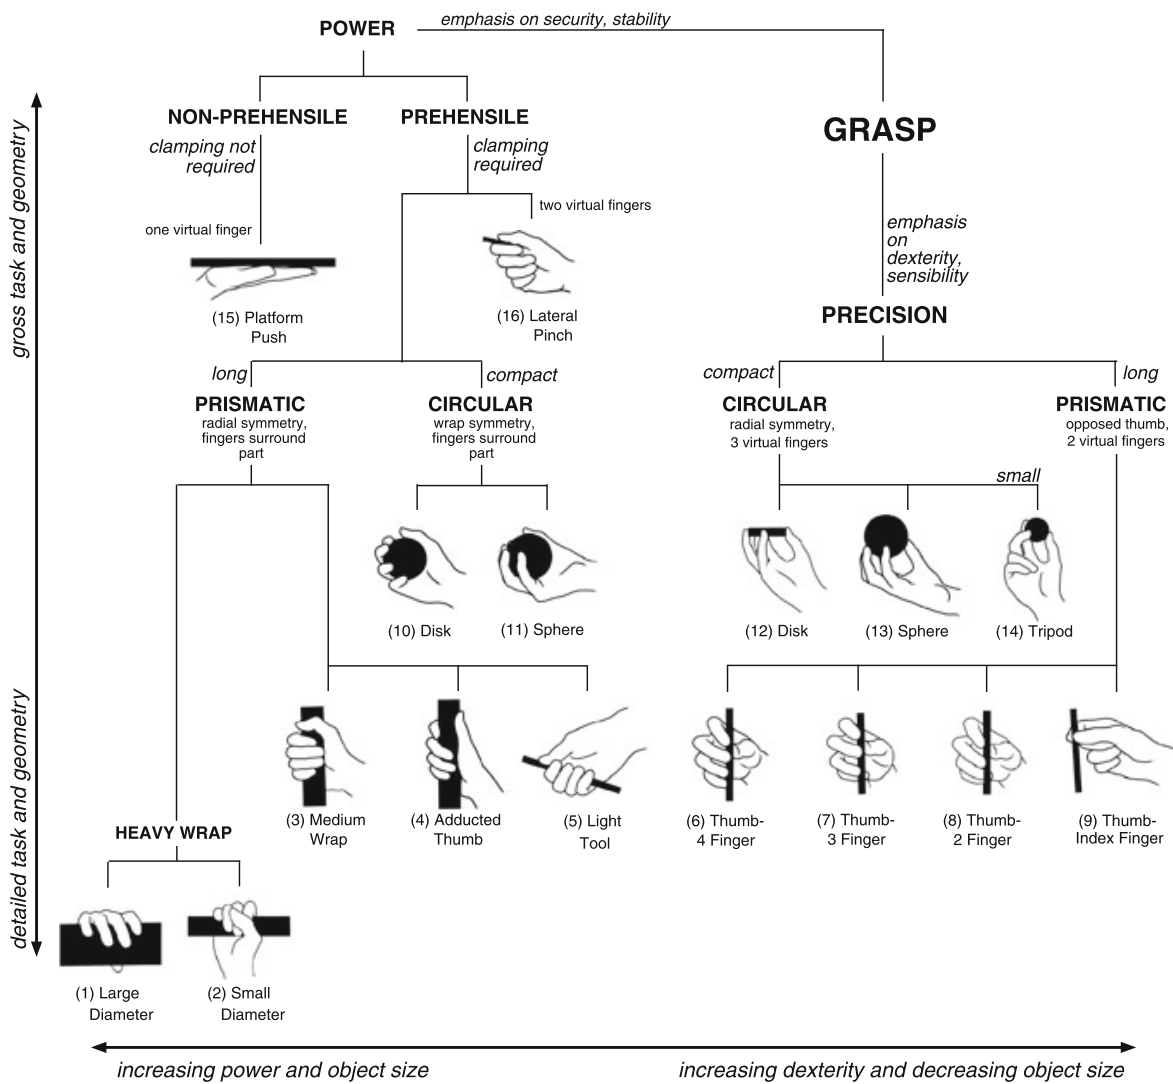 POWER
emphasis on security, stability
NON-PREHENSILE
clamping not
required
PREHENSILE
clamping
required
GRASP
emphasis
on
dexterity,
sensibility
one virtual finger
two virtual fingers
(15) Platform
Push
(16) Lateral
Pinch
PRECISION
gross task and geometry
detailed task and geometry
long
PRISMATIC
radial symmetry,
fingers surround
part
compact
CIRCULAR
wrap symmetry,
fingers surround
part
compact
CIRCULAR
radial symmetry,
3 virtual fingers
long
PRISMATIC
opposed thumb,
2 virtual fingers
small
(10) Disk
(11) Sphere
(12) Disk
(13) Sphere
(14) Tripod
(3) Medium
Wrap
(4) Adducted
Thumb
(5) Light
Tool
(6) Thumb-
4 Finger
(7) Thumb-
3 Finger
(8) Thumb-
2 Finger
(9) Thumb-
Index Finger
HEAVY WRAP
(1) Large
Diameter
(2) Small
Diameter
increasing power and object size
increasing dexterity and decreasing object size